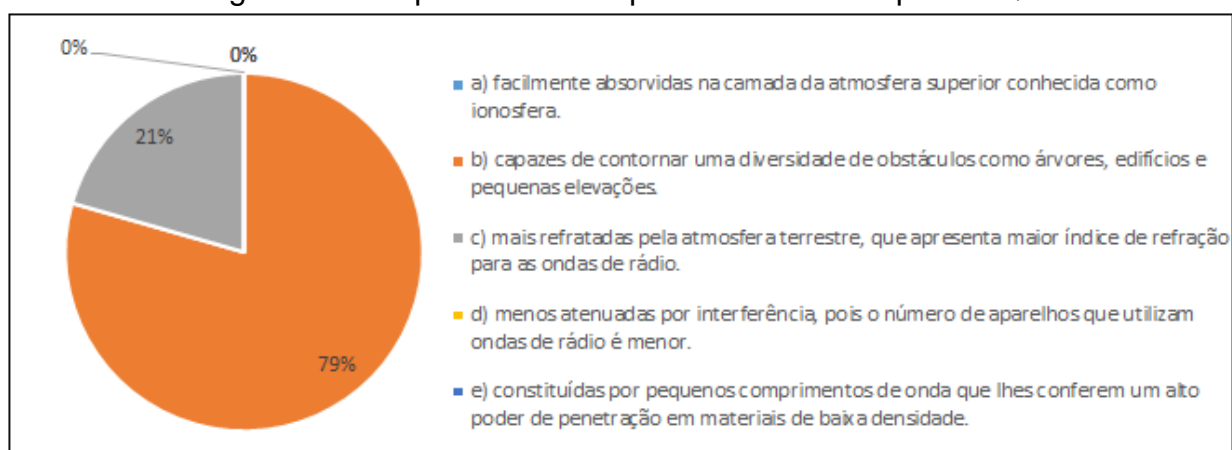 0%
0%
21%
79%
a) facilmente absorvidas na camada da atmosfera superior conhecida como
ionosfera.
b) capazes de contornar uma diversidade de obstáculos como árvores, edifícios e
pequenas elevações.
c) mais refratadas pela atmosfera terrestre, que apresenta maior índice de refração
para as ondas de rádio.
d) menos atenuadas por interferência, pois o número de aparelhos que utilizam
ondas de rádio é menor.
e) constituídas por pequenos comprimentos de onda que lhes conferem um alto
poder de penetração em materiais de baixa densidade.